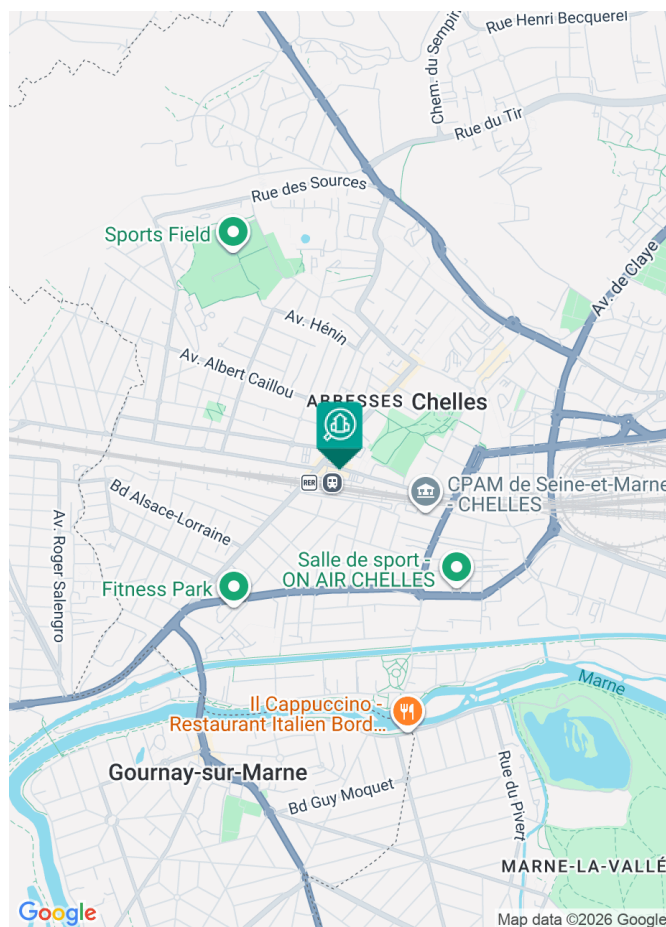 Rue Henri Becquerel
Chem. du Sempin
Rue du Tir
Rue des Sources
Sports Field
Av. de Claye
Av. Hénin
Av. Albert Caillou
ABBESSES
Chelles
RER
CPAM de Seine-et-Marne
- CHELLES
Bd Alsace-Lorraine
Av. Roger Salengro
Salle de sport -
ON AIR CHELLES
Fitness Park
Marne
Il Cappuccino -
Restaurant Italien Bord...
Gournay-sur-Marne
Bd Guy Moquet
Rue du Pivert
MARNE-LA-VALLÉ
Google
Map data ©2026 Google